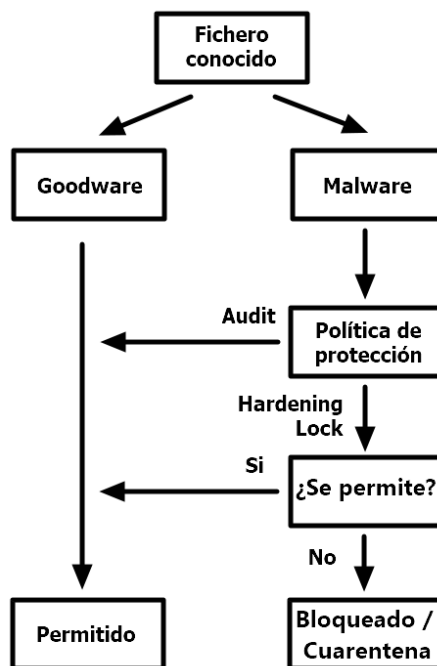 Fichero
conocido
Goodware
Malware
Audit
Política de
protección
Hardening
Lock
Si
¿Se permite?
No
Permitido
Bloqueado /
Cuarentena